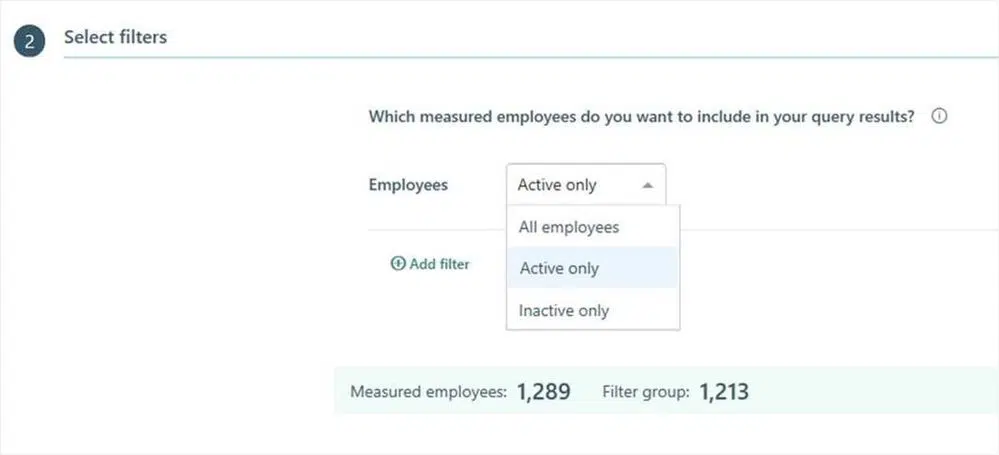 2 Select filters
Which measured employees do you want to include in your query results?
Employees Active only
All employees
Add filter Active only
Inactive only
Measured employees: 1,289 Filter group: 1,213